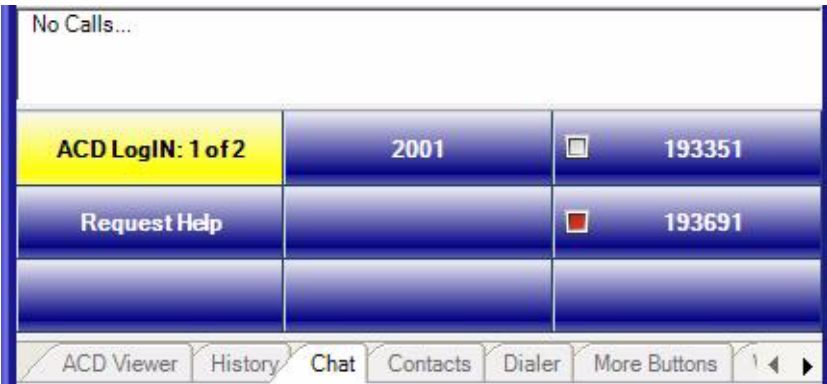 No Calls...
ACD LogIN: 1 of 2 2001 193351
Request Help 193691
ACD Viewer History Chat Contacts Dialer More Buttons